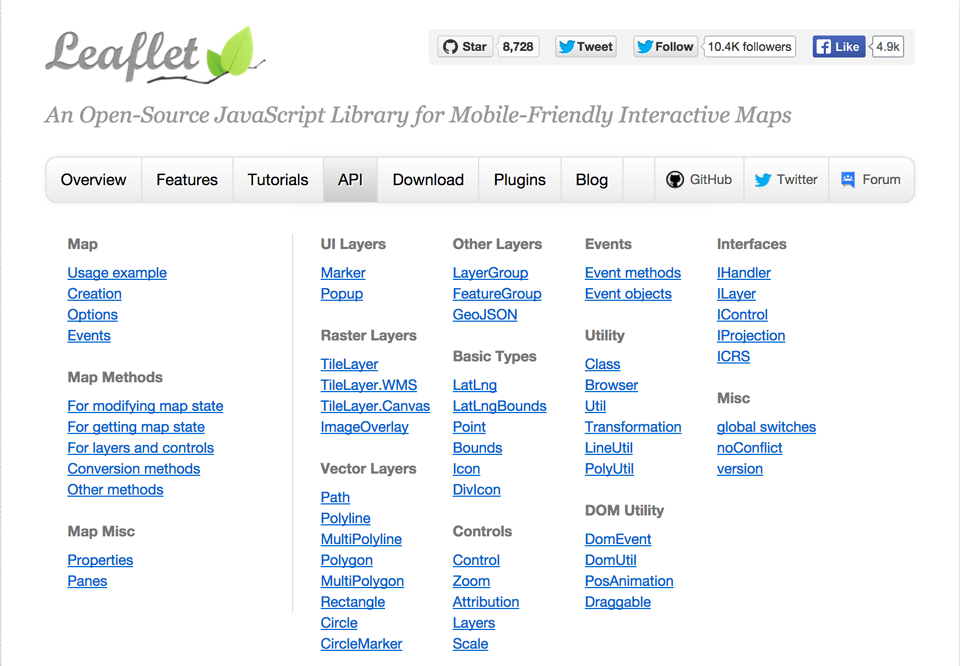 Leaflet
Star 8,728 Tweet Follow 10.4K followers Like 4.9k
An Open-Source JavaScript Library for Mobile-Friendly Interactive Maps
Overview Features Tutorials API Download Plugins Blog GitHub Twitter Forum
Map
Usage example
Creation
Options
Events
Map Methods
For modifying map state
For getting map state
For layers and controls
Conversion methods
Other methods
Map Misc
Properties
Panes
UI Layers
Marker
Popup
Raster Layers
TileLayer
TileLayer.WMS
TileLayer.Canvas
ImageOverlay
Vector Layers
Path
Polyline
MultiPolyline
Polygon
MultiPolygon
Rectangle
Circle
CircleMarker
Other Layers
LayerGroup
FeatureGroup
GeoJSON
Basic Types
LatLng
LatLngBounds
Point
Bounds
Icon
DivIcon
Controls
Control
Zoom
Attribution
Layers
Scale
Events
Event methods
Event objects
Utility
Class
Browser
Util
Transformation
LineUtil
PolyUtil
DOM Utility
DomEvent
DomUtil
PosAnimation
Draggable
Interfaces
IHandler
ILayer
IControl
IProjection
ICRS
Misc
global switches
noConflict
version